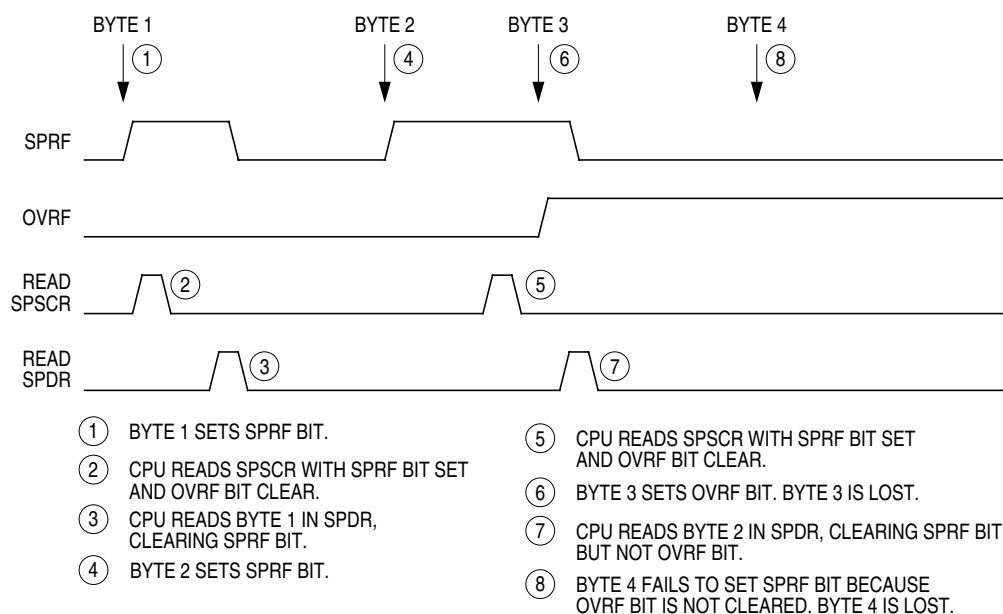 BYTE 1 BYTE 2 BYTE 3 BYTE 4
1 4 6 8
SPRF
OVRF
READ
SPSCR
2 5
READ
SPDR
3 7
1 BYTE 1 SETS SPRF BIT.
2 CPU READS SPSCR WITH SPRF BIT SET
AND OVRF BIT CLEAR.
3 CPU READS BYTE 1 IN SPDR,
CLEARING SPRF BIT.
4 BYTE 2 SETS SPRF BIT.
5 CPU READS SPSCR WITH SPRF BIT SET
AND OVRF BIT CLEAR.
6 BYTE 3 SETS OVRF BIT. BYTE 3 IS LOST.
7 CPU READS BYTE 2 IN SPDR, CLEARING SPRF BIT
BUT NOT OVRF BIT.
8 BYTE 4 FAILS TO SET SPRF BIT BECAUSE
OVRF BIT IS NOT CLEARED. BYTE 4 IS LOST.